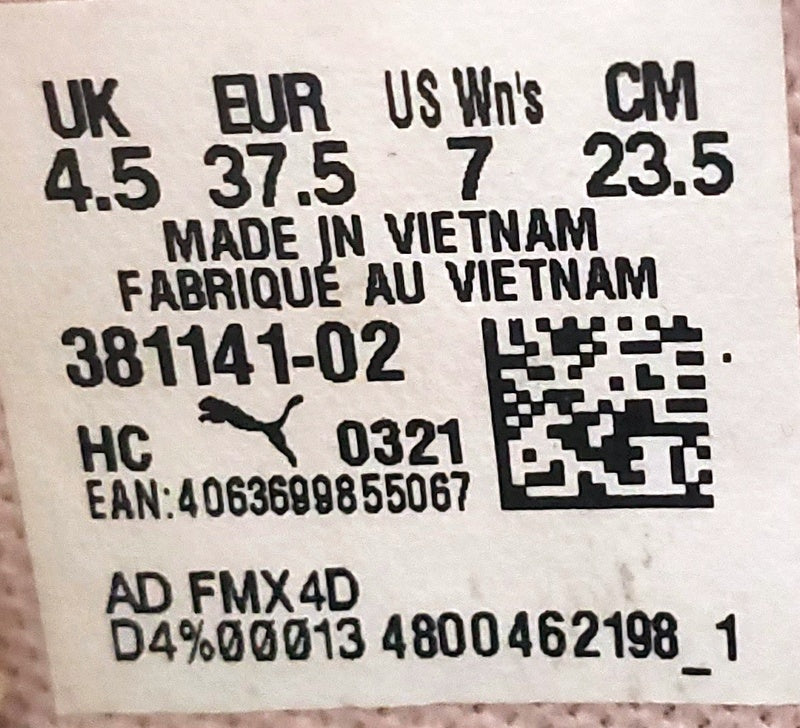 UK EUR US Wn's CM
4.5 37.5 7 23.5
MADE IN VIETNAM
FABRIQUÉ AU VIETNAM
381141-02
HC 0321
EAN:4063699855067
AD FMX4D
D4%00013 4800462198_1